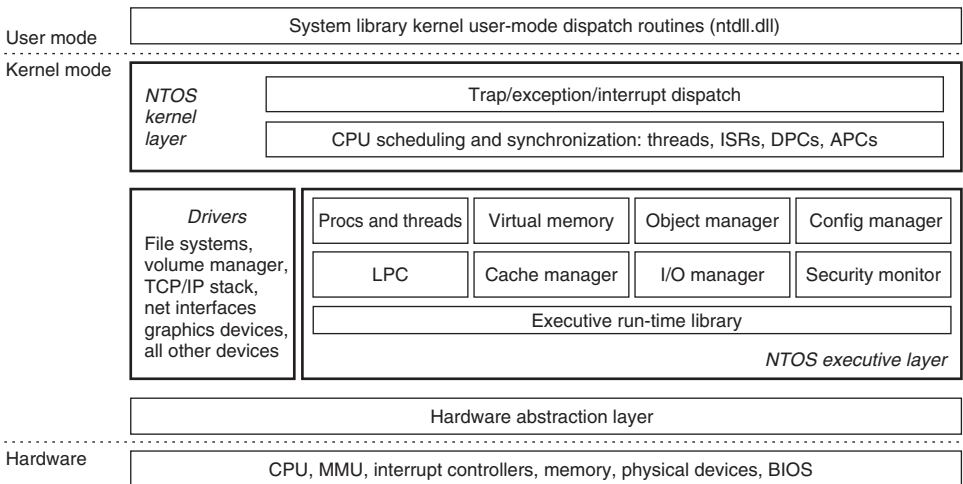 System library kernel user-mode dispatch routines (ntdll.dll)
User mode
Kernel mode
NTOS
kernel
layer
Trap/exception/interrupt dispatch
CPU scheduling and synchronization: threads, ISRs, DPCs, APCs
Drivers
File systems,
volume manager,
TCP/IP stack,
net interfaces
graphics devices,
all other devices
Procs and threads
Virtual memory
Object manager
Config manager
LPC
Cache manager
I/O manager
Security monitor
Executive run-time library
NTOS executive layer
Hardware abstraction layer
Hardware
CPU, MMU, interrupt controllers, memory, physical devices, BIOS